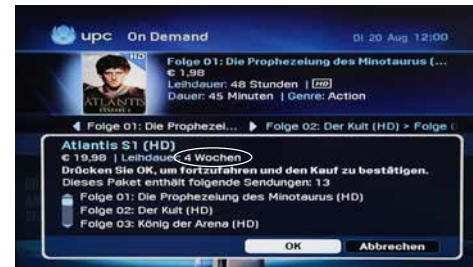 upc On Demand
DI 20 Aug 12:00
HD
ATLANTIS
Folge 01: Die Prophezeiung des Minotaurus (...
€ 1,98
Leihdauer: 48 Stunden | HD
Dauer: 45 Minuten | Genre: Action
Folge 01: Die Prophezei... Folge 02: Der Kult (HD) > Folge
Atlantis S1 (HD)
€ 19,98 | Leihdauer: 4 Wochen
Drücken Sie OK, um fortzufahren und den Kauf zu bestätigen.
Dieses Paket enthält folgende Sendungen: 13
Folge 01: Die Prophezeiung des Minotaurus (HD)
Folge 02: Der Kult (HD)
Folge 03: König der Arena (HD)
OK Abbrechen